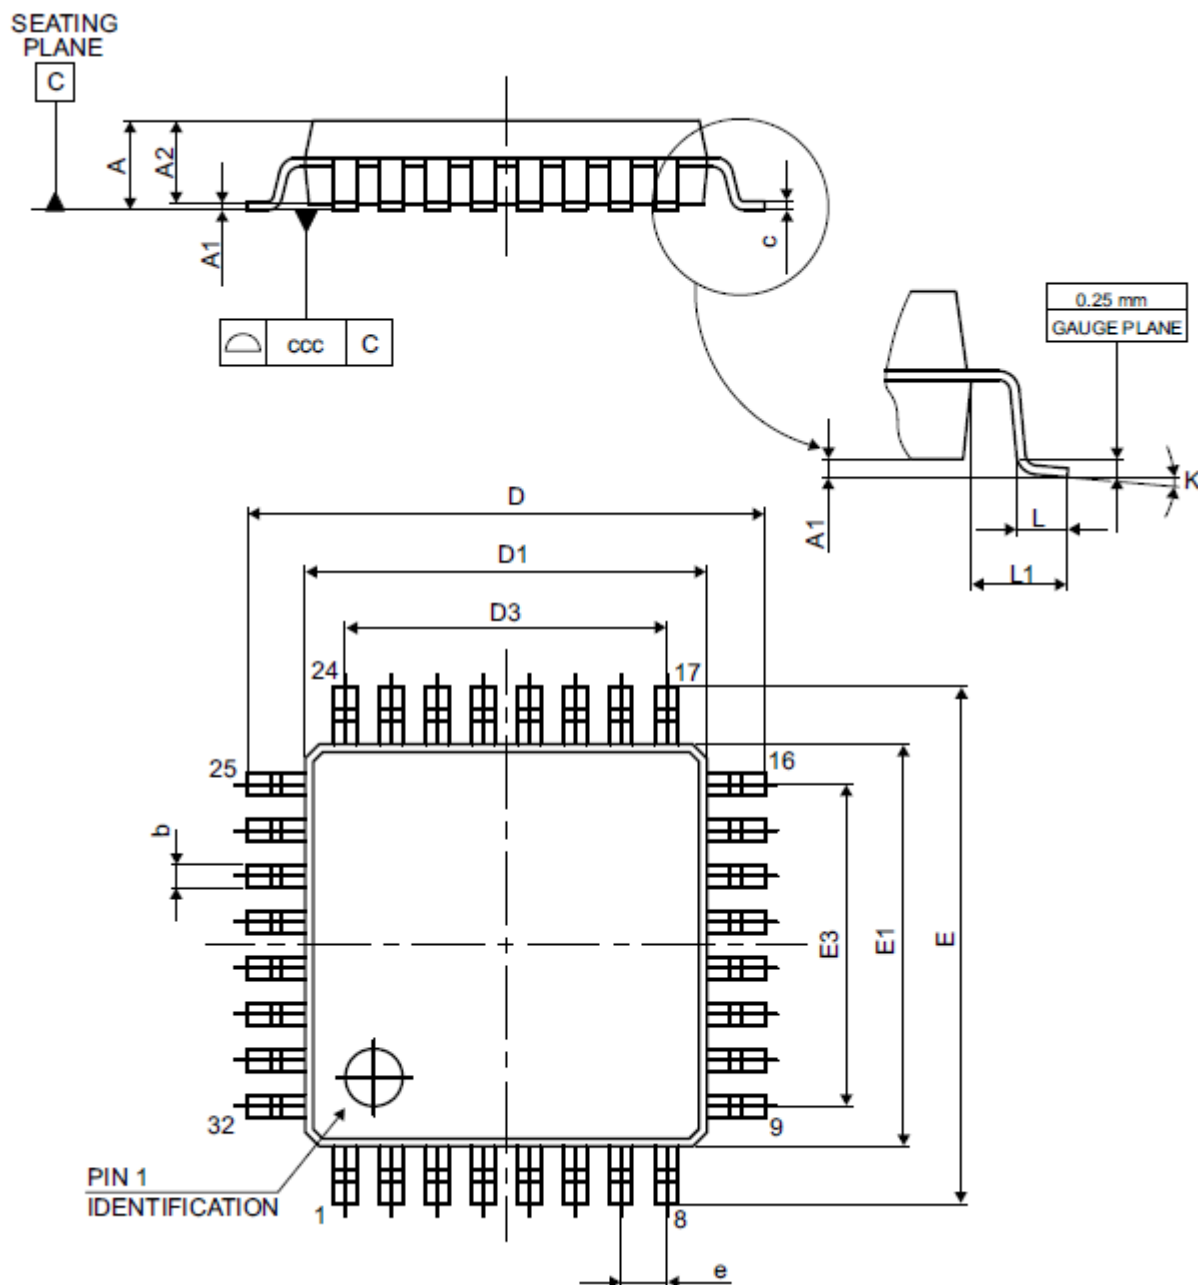 SEATING
PLANE
C
A
A2
A1
c
ccc
C
0.25 mm
GAUGE PLANE
K
A1
L
L1
D
D1
D3
24
17
25
16
b
E3
E1
E
32
9
PIN 1
IDENTIFICATION
1
8
e